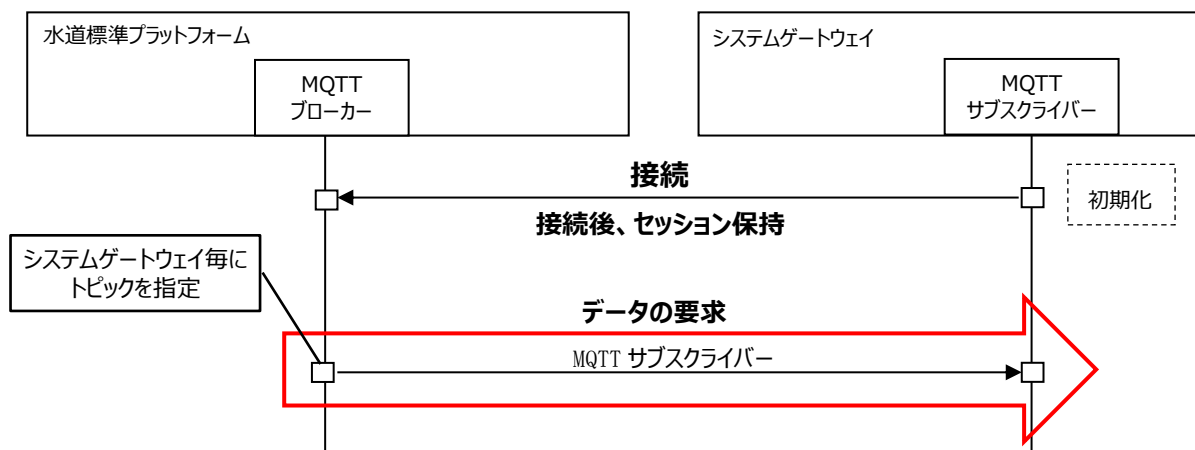 水道標準プラットフォーム
システムゲートウェイ
MQTT
ブローカー
MQTT
サブスクライバー
接続
初期化
接続後、セッション保持
システムゲートウェイ毎に
トピックを指定
データの要求
MQTT サブスクライバー